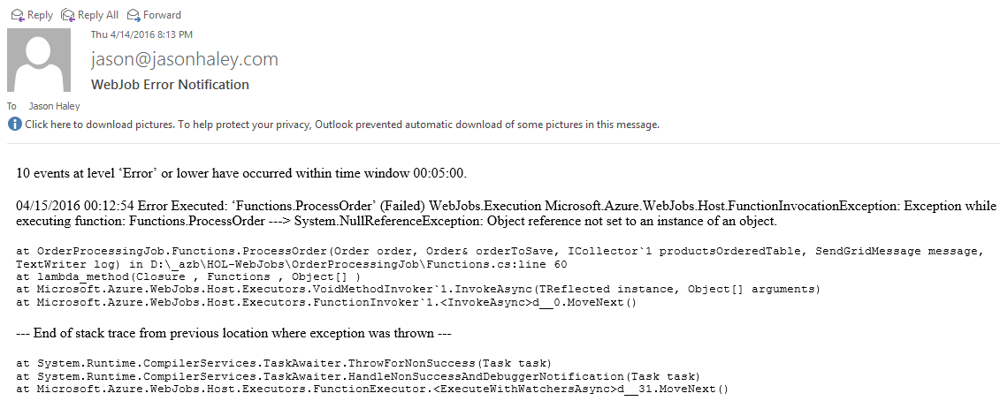 Reply Reply All Forward
Thu 4/14/2016 8:13 PM
jason@jasonhaley.com
WebJob Error Notification
To Jason Haley
Click here to download pictures. To help protect your privacy, Outlook prevented automatic download of some pictures in this message.
10 events at level ‘Error’ or lower have occurred within time window 00:05:00.
04/15/2016 00:12:54 Error Executed: ‘Functions.ProcessOrder’ (Failed) WebJobs.Execution Microsoft.Azure.WebJobs.Host.FunctionInvocationException: Exception while
executing function: Functions.ProcessOrder ---> System.NullReferenceException: Object reference not set to an instance of an object.
at OrderProcessingJob.Functions.ProcessOrder(Order order, Order& orderToSave, ICollector`1 productsOrderedTable, SendGridMessage message,
TextWriter log) in D:\_azb\HOL-WebJobs\OrderProcessingJob\Functions.cs:line 60
at lambda_method(Closure , Functions , Object[] )
at Microsoft.Azure.WebJobs.Host.Executors.VoidMethodInvoker`1.InvokeAsync(TReflected instance, Object[] arguments)
at Microsoft.Azure.WebJobs.Host.Executors.FunctionInvoker`1.<InvokeAsync>d__0.MoveNext()
--- End of stack trace from previous location where exception was thrown ---
at System.Runtime.CompilerServices.TaskAwaiter.ThrowForNonSuccess(Task task)
at System.Runtime.CompilerServices.TaskAwaiter.HandleNonSuccessAndDebuggerNotification(Task task)
at Microsoft.Azure.WebJobs.Host.Executors.FunctionExecutor.<ExecuteWithWatchersAsync>d__31.MoveNext()